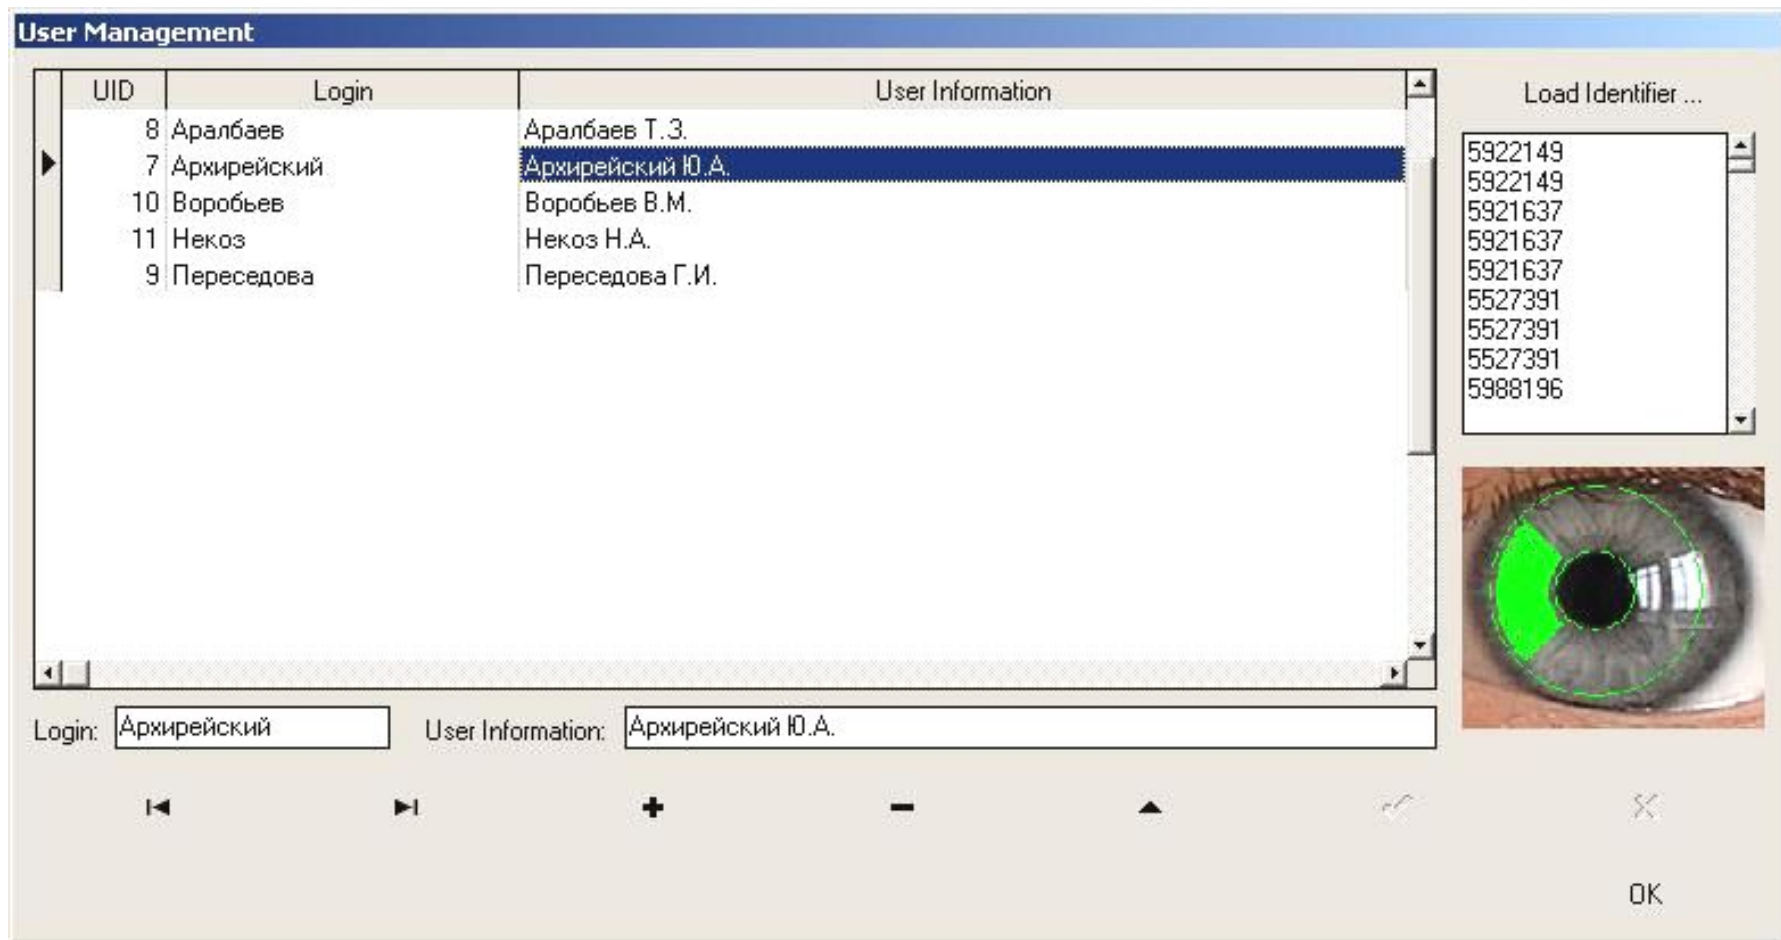 User Management
UID Login User Information
8 Аралбаев Аралбаев Т.З.
7 Архирейский Архирейский Ю.А.
10 Воробьев Воробьев В.М.
11 Некоз Некоз Н.А.
9 Переседова Переседова Г.И.
Load Identifier ...
5922149
5922149
5921637
5921637
5921637
5527391
5527391
5527391
5988196
Login: Архирейский User Information: Архирейский Ю.А.
OK